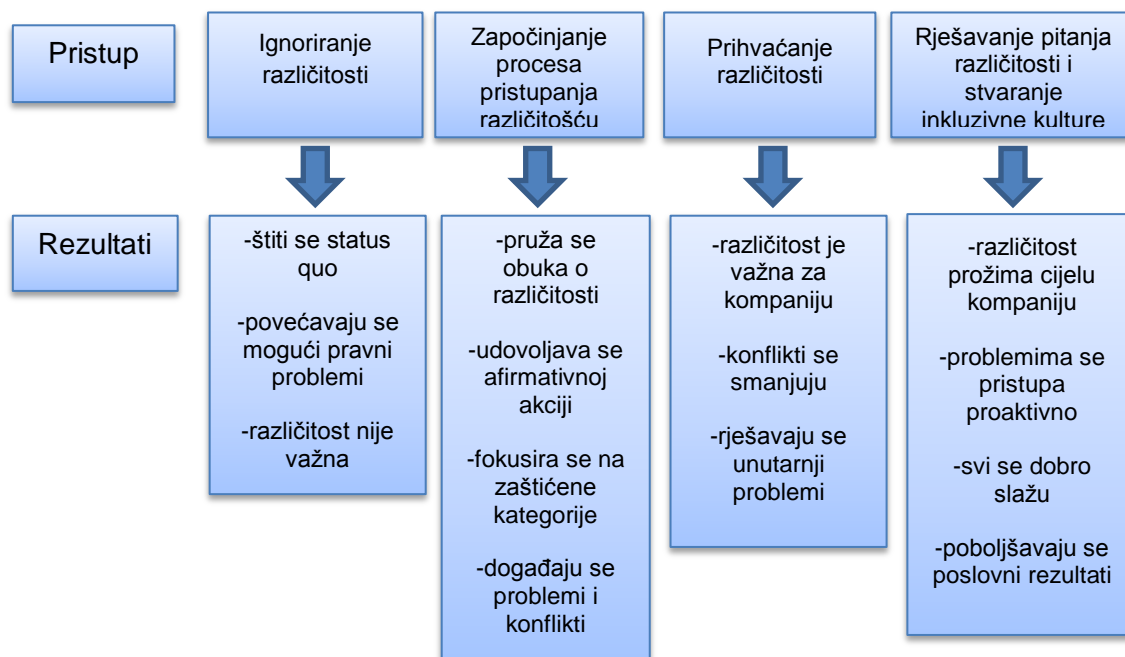 Pristup
Ignoriranje
različitosti
Započinjanje
procesa
pristupanja
različitošću
Prihvaćanje
različitosti
Rješavanje pitanja
različitosti i
stvaranje
inkluzivne kulture
Rezultati
-štiti se status
quo
-povećavaju se
mogući pravni
problemi
-različitost nije
važna
-pruža se
obuka o
različitosti
-udovoljava se
afirmativnoj
akciji
-fokusira se na
zaštićene
kategorije
-događaju se
problemi i
konflikti
-različitost je
važna za
kompaniju
-konflikti se
smanjuju
-rješavaju se
unutarnji
problemi
-različitost
prožima cijelu
kompaniju
-problemima se
pristupa
proaktivno
-svi se dobro
slažu
-poboljšavaju se
poslovni rezultati